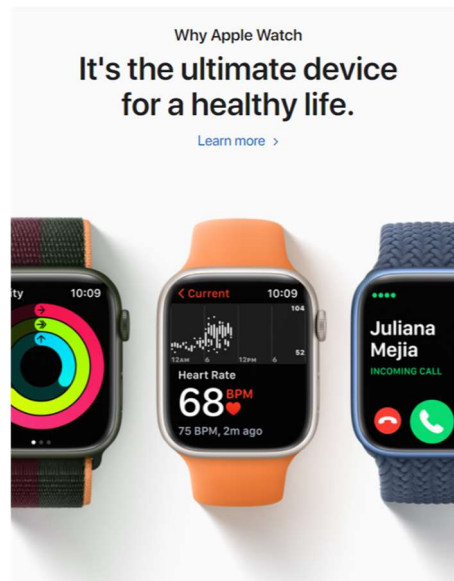 Why Apple Watch
It's the ultimate device
for a healthy life.
Learn more >
ity 10:09
< Current 10:09
104
52
12AM 6 12PM 6
Heart Rate
68 BPM
75 BPM, 2m ago
Juliana
Mejia
INCOMING CALL